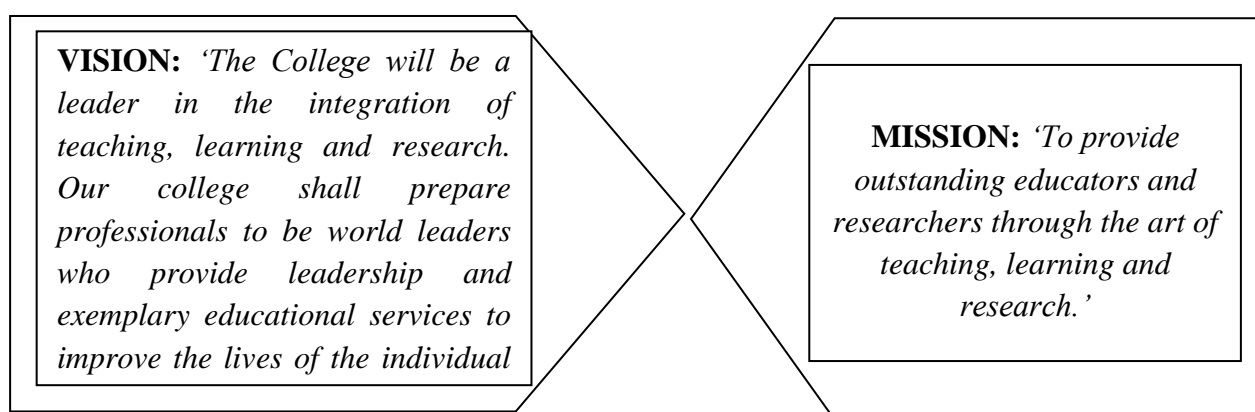 VISION: ‘The College will be a
leader in the integration of
teaching, learning and research.
Our college shall prepare
professionals to be world leaders
who provide leadership and
exemplary educational services to
improve the lives of the individual
MISSION: ‘To provide
outstanding educators and
researchers through the art of
teaching, learning and
research.’